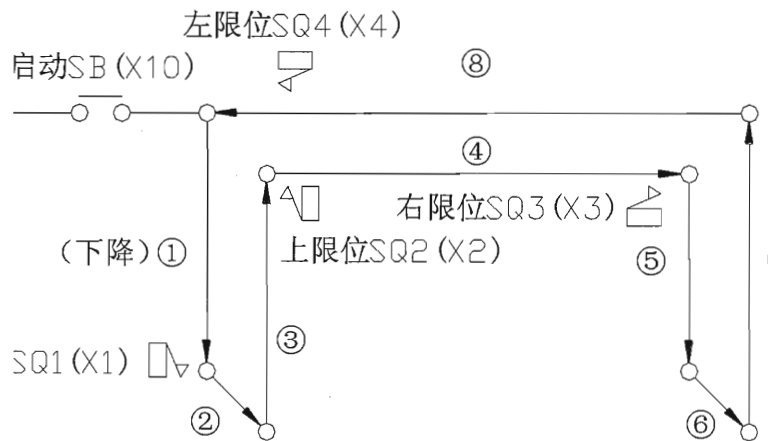 左限位SQ4(X4)
启动SB(X10)
⑧
④
右限位SQ3(X3)
(下降)①
上限位SQ2(X2)
⑤
③
SQ1(X1)
②
⑥